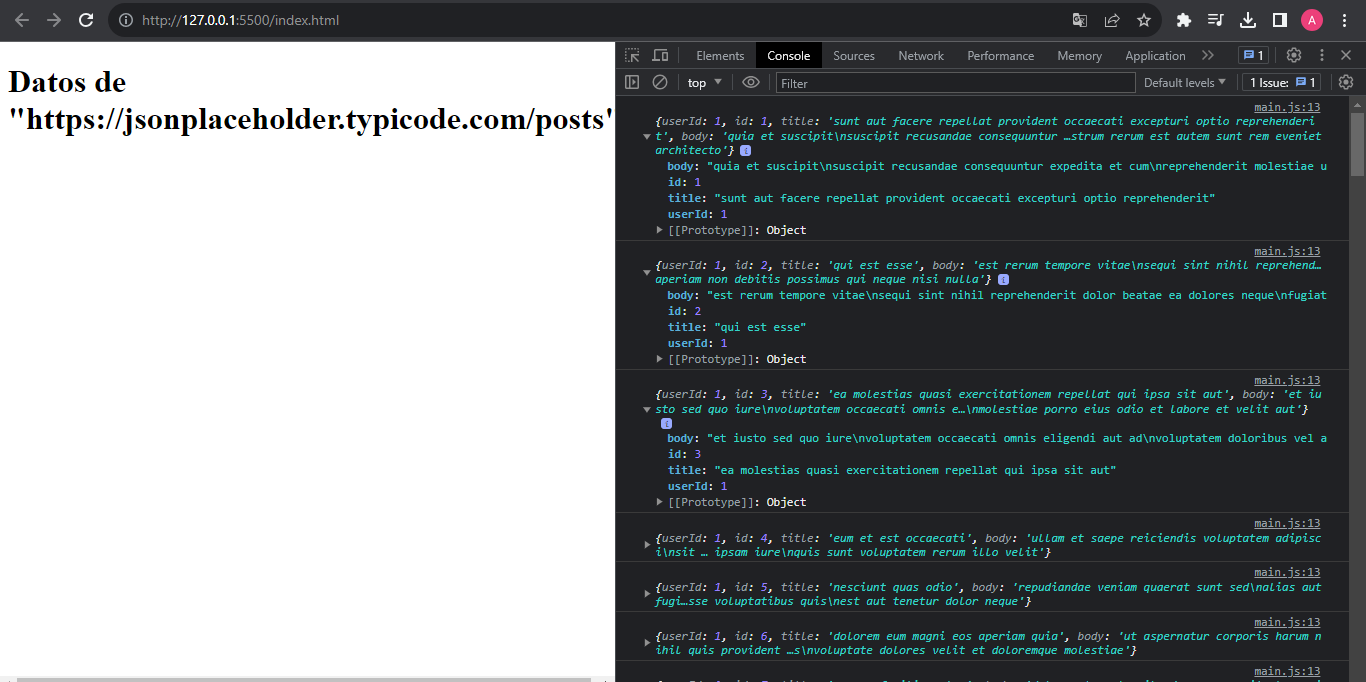 http://127.0.0.1:5500/index.html
A
Datos de
"https://jsonplaceholder.typicode.com/posts"
Elements Console Sources Network Performance Memory Application 1
top Filter Default levels 1 Issue: 1
main.js:13
{userId: 1, id: 1, title: 'sunt aut facere repellat provident occaecati excepturi optio reprehenderi
t', body: 'quia et suscipit\nsuscipit recusandae consequuntur …strum rerum est autem sunt rem eveniet
architecto'} i
body: "quia et suscipit\nsuscipit recusandae consequuntur expedita et cum\nreprehenderit molestiae u
id: 1
title: "sunt aut facere repellat provident occaecati excepturi optio reprehenderit"
userId: 1
[[Prototype]]: Object
main.js:13
{userId: 1, id: 2, title: 'qui est esse', body: 'est rerum tempore vitae\nsequi sint nihil reprehend…
aperiam non debitis possimus qui neque nisi nulla'} i
body: "est rerum tempore vitae\nsequi sint nihil reprehenderit dolor beatae ea dolores neque\nfugiat
id: 2
title: "qui est esse"
userId: 1
[[Prototype]]: Object
main.js:13
{userId: 1, id: 3, title: 'ea molestias quasi exercitationem repellat qui ipsa sit aut', body: 'et iu
sto sed quo iure\nvoluptatem occaecati omnis e…\nmolestiae porro eius odio et labore et velit aut'}
i
body: "et iusto sed quo iure\nvoluptatem occaecati omnis eligendi aut ad\nvoluptatem doloribus vel a
id: 3
title: "ea molestias quasi exercitationem repellat qui ipsa sit aut"
userId: 1
[[Prototype]]: Object
main.js:13
{userId: 1, id: 4, title: 'eum et est occaecati', body: 'ullam et saepe reiciendis voluptatem adipisc
i\nsit … ipsam iure\nquis sunt voluptatem rerum illo velit'}
main.js:13
{userId: 1, id: 5, title: 'nesciunt quas odio', body: 'repudiandae veniam quaerat sunt sed\nalias aut
fugi…sse voluptatibus quis\nest aut tenetur dolor neque'}
main.js:13
{userId: 1, id: 6, title: 'dolorem eum magni eos aperiam quia', body: 'ut aspernatur corporis harum n
ihil quis provident …s\nvoluptate dolores velit et doloremque molestiae'}
main.js:13